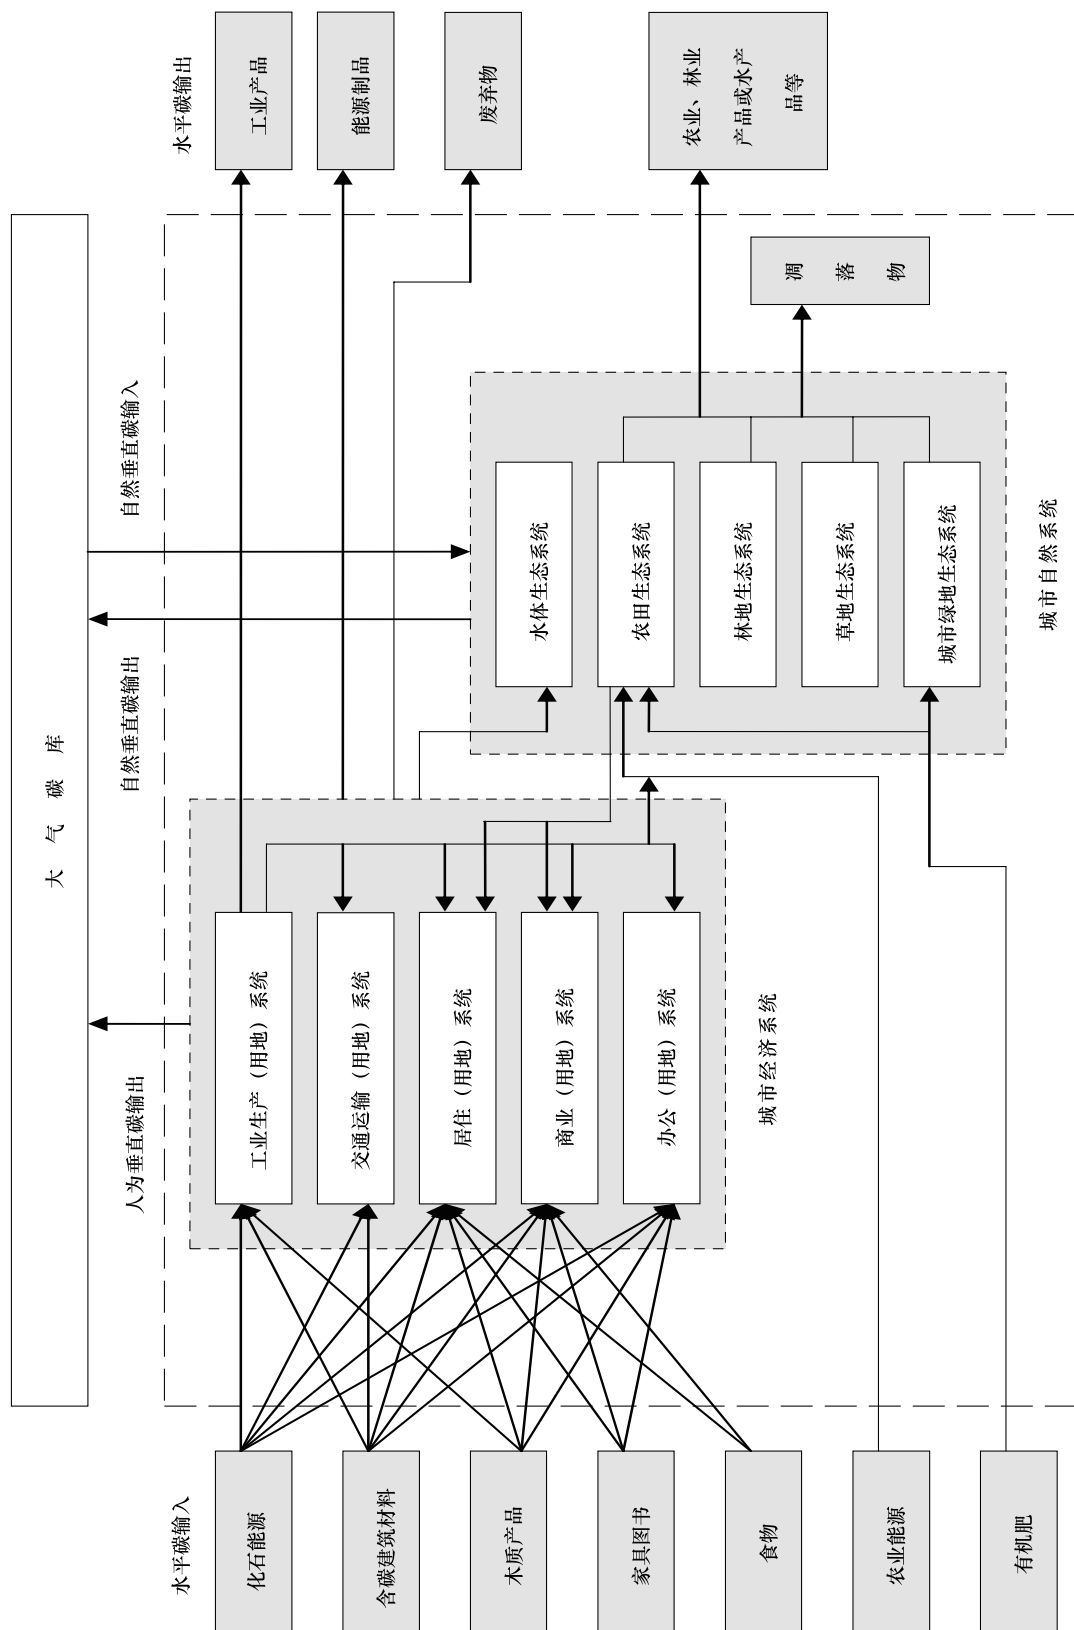 大气碳库
人为垂直碳输出
自然垂直碳输出
自然垂直碳输入
水平碳输入
化石能源
含碳建筑材料
木质产品
家具图书
食物
农业能源
有机肥
工业生产（用地）系统
交通运输（用地）系统
居住（用地）系统
商业（用地）系统
办公（用地）系统
城市经济系统
水体生态系统
农田生态系统
林地生态系统
草地生态系统
城市绿地生态系统
城市自然系统
凋落物
水平碳输出
工业产品
能源制品
废弃物
农业、林业
产品或水产
品等